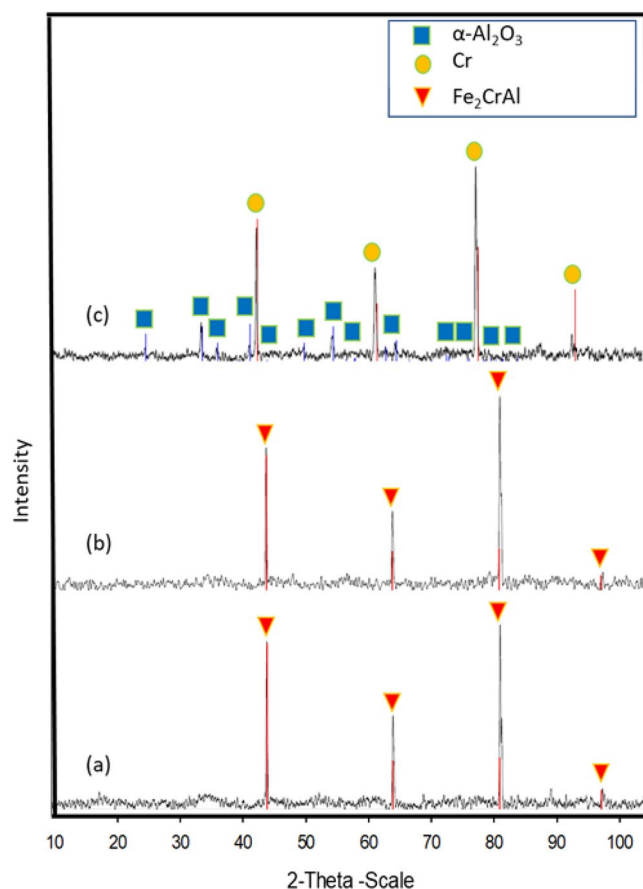 α-Al₂O₃
Cr
Fe₂CrAl
(c)
(b)
(a)
Intensity
10 20 30 40 50 60 70 80 90 100
2-Theta -Scale